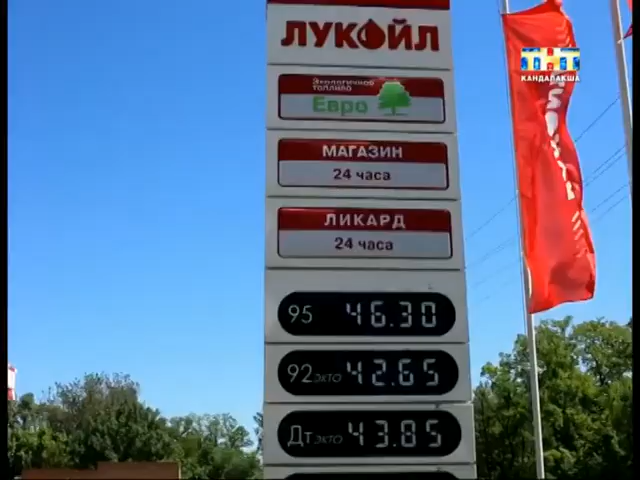 ЛУКОЙЛ
ТНТ
КАНДАЛАКША
Экологичное
топливо
Евро
МАГАЗИН
24 часа
ЛИКАРД
24 часа
95 46.30
92 ЭКТО 42.65
ДТ ЭКТО 43.85